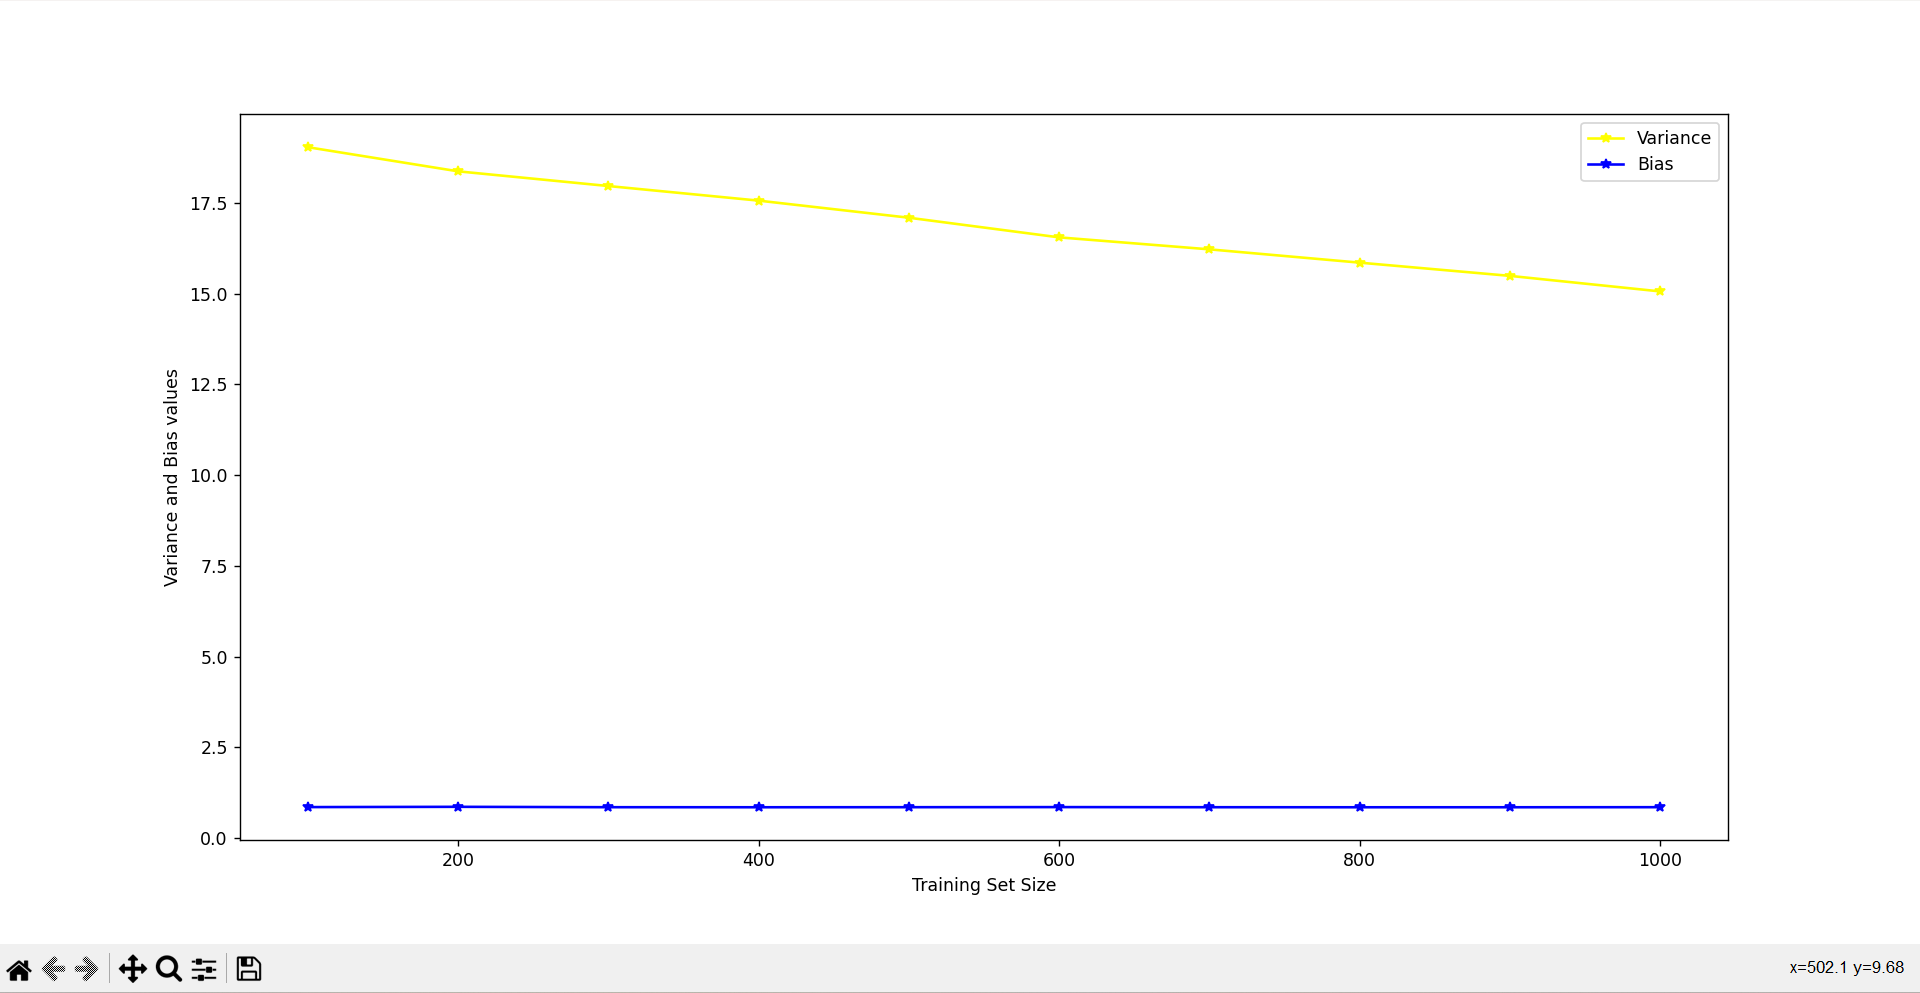 Variance
Bias
17.5
15.0
12.5
10.0
7.5
5.0
2.5
0.0
Variance and Bias values
200 400 600 800 1000
Training Set Size
x=502.1 y=9.68